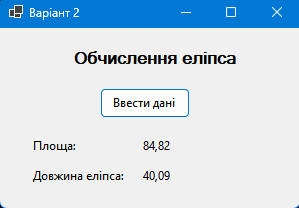 Варіант 2
Обчислення еліпса
Ввести дані
Площа: 84,82
Довжина еліпса: 40,09